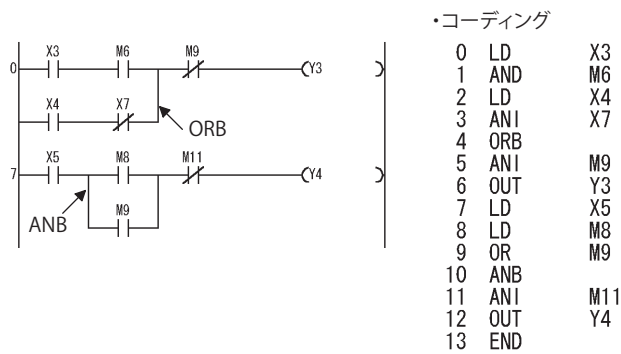 ・コーディング
X3 M6 M9
0 Y3
X4 X7
ORB
X5 M8 M11
7 Y4
M9
ANB
0 LD X3
1 AND M6
2 LD X4
3 ANI X7
4 ORB
5 ANI M9
6 OUT Y3
7 LD X5
8 LD M8
9 OR M9
10 ANB
11 ANI M11
12 OUT Y4
13 END